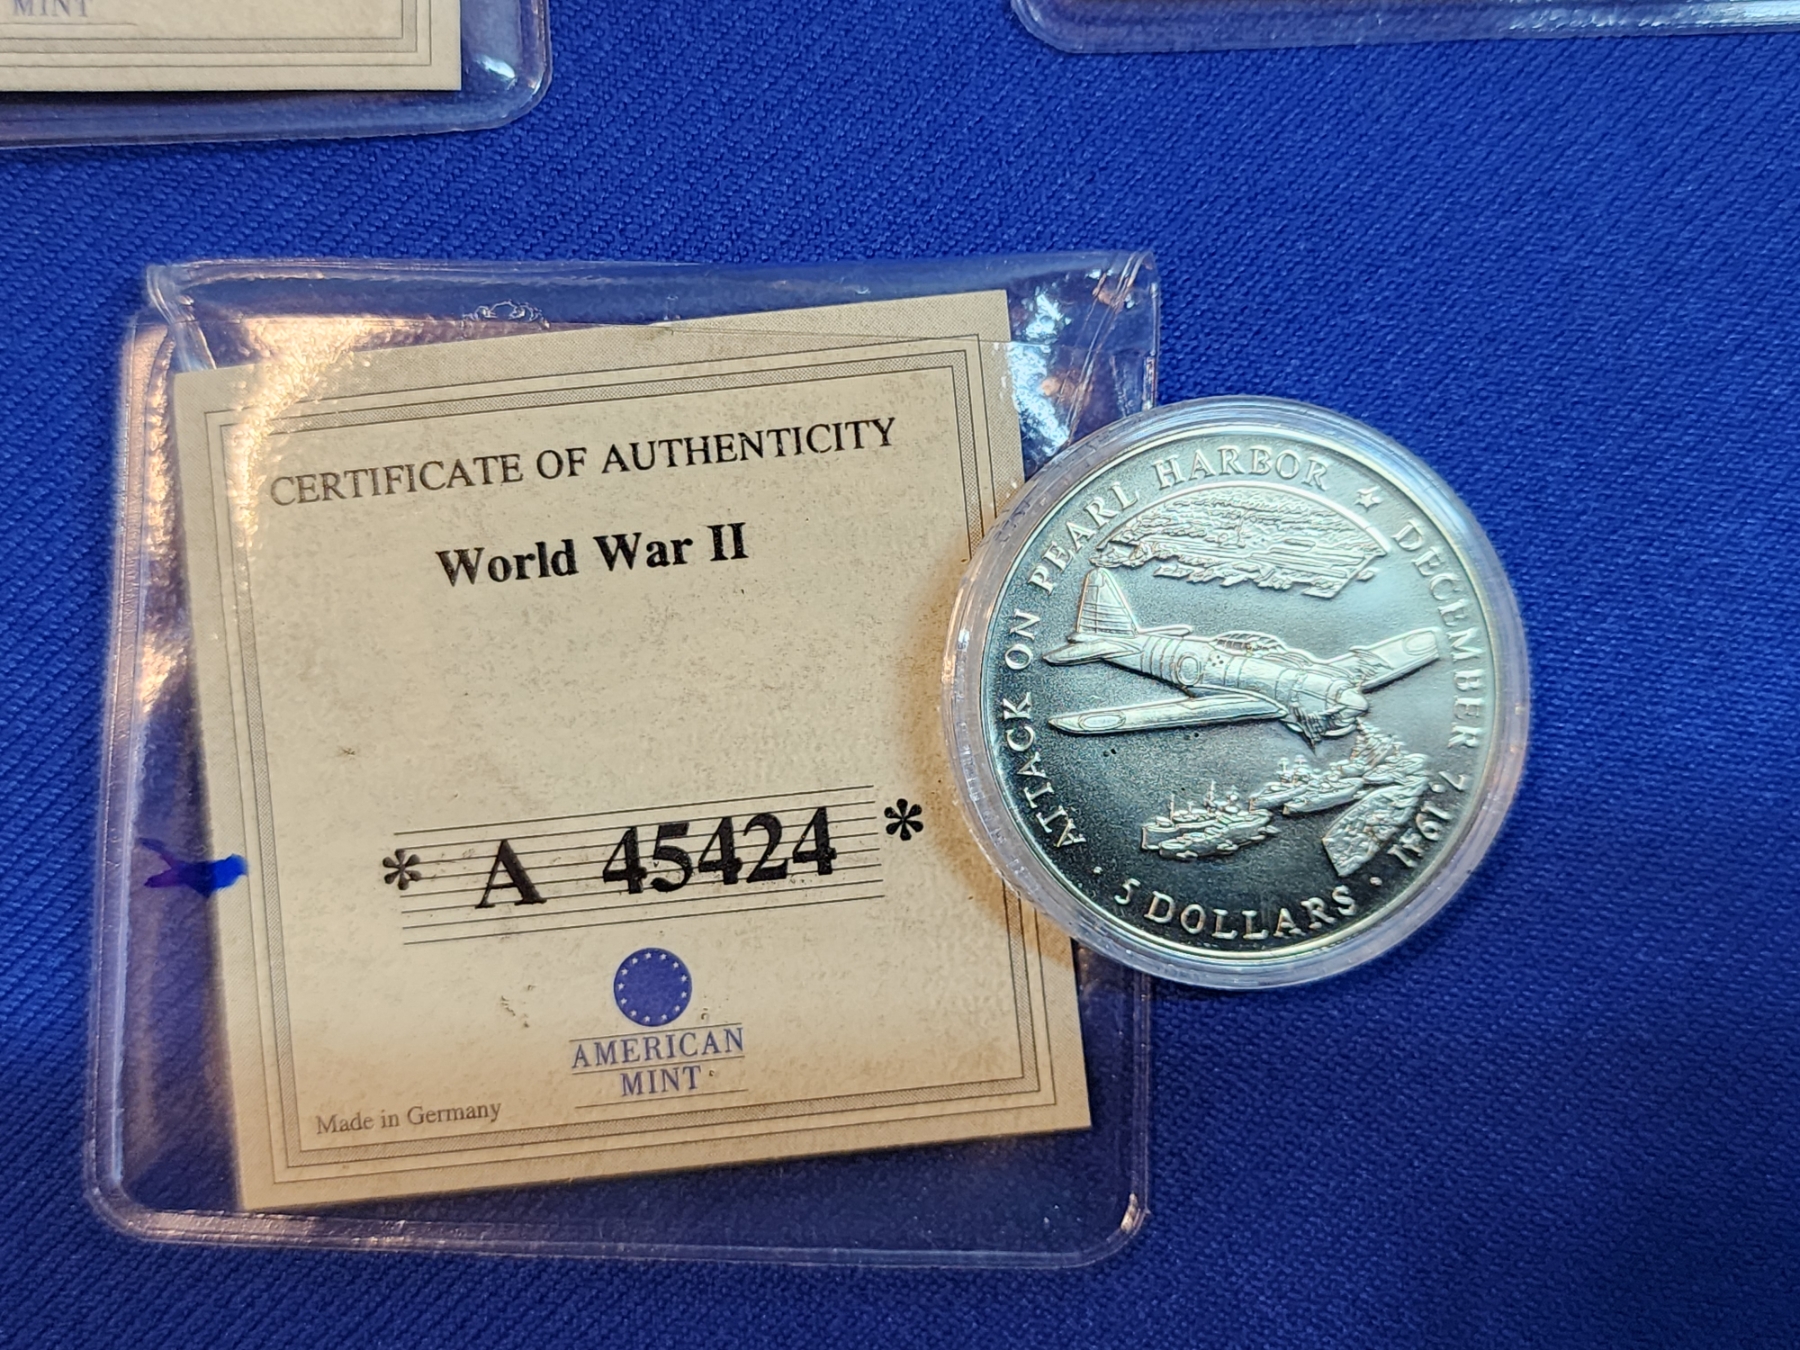 MINT
CERTIFICATE OF AUTHENTICITY
World War II
* A 45424 *
AMERICAN
MINT
Made in Germany
ATTACK ON PEARL HARBOR ★ DECEMBER 7, 1941
· 5 DOLLARS ·